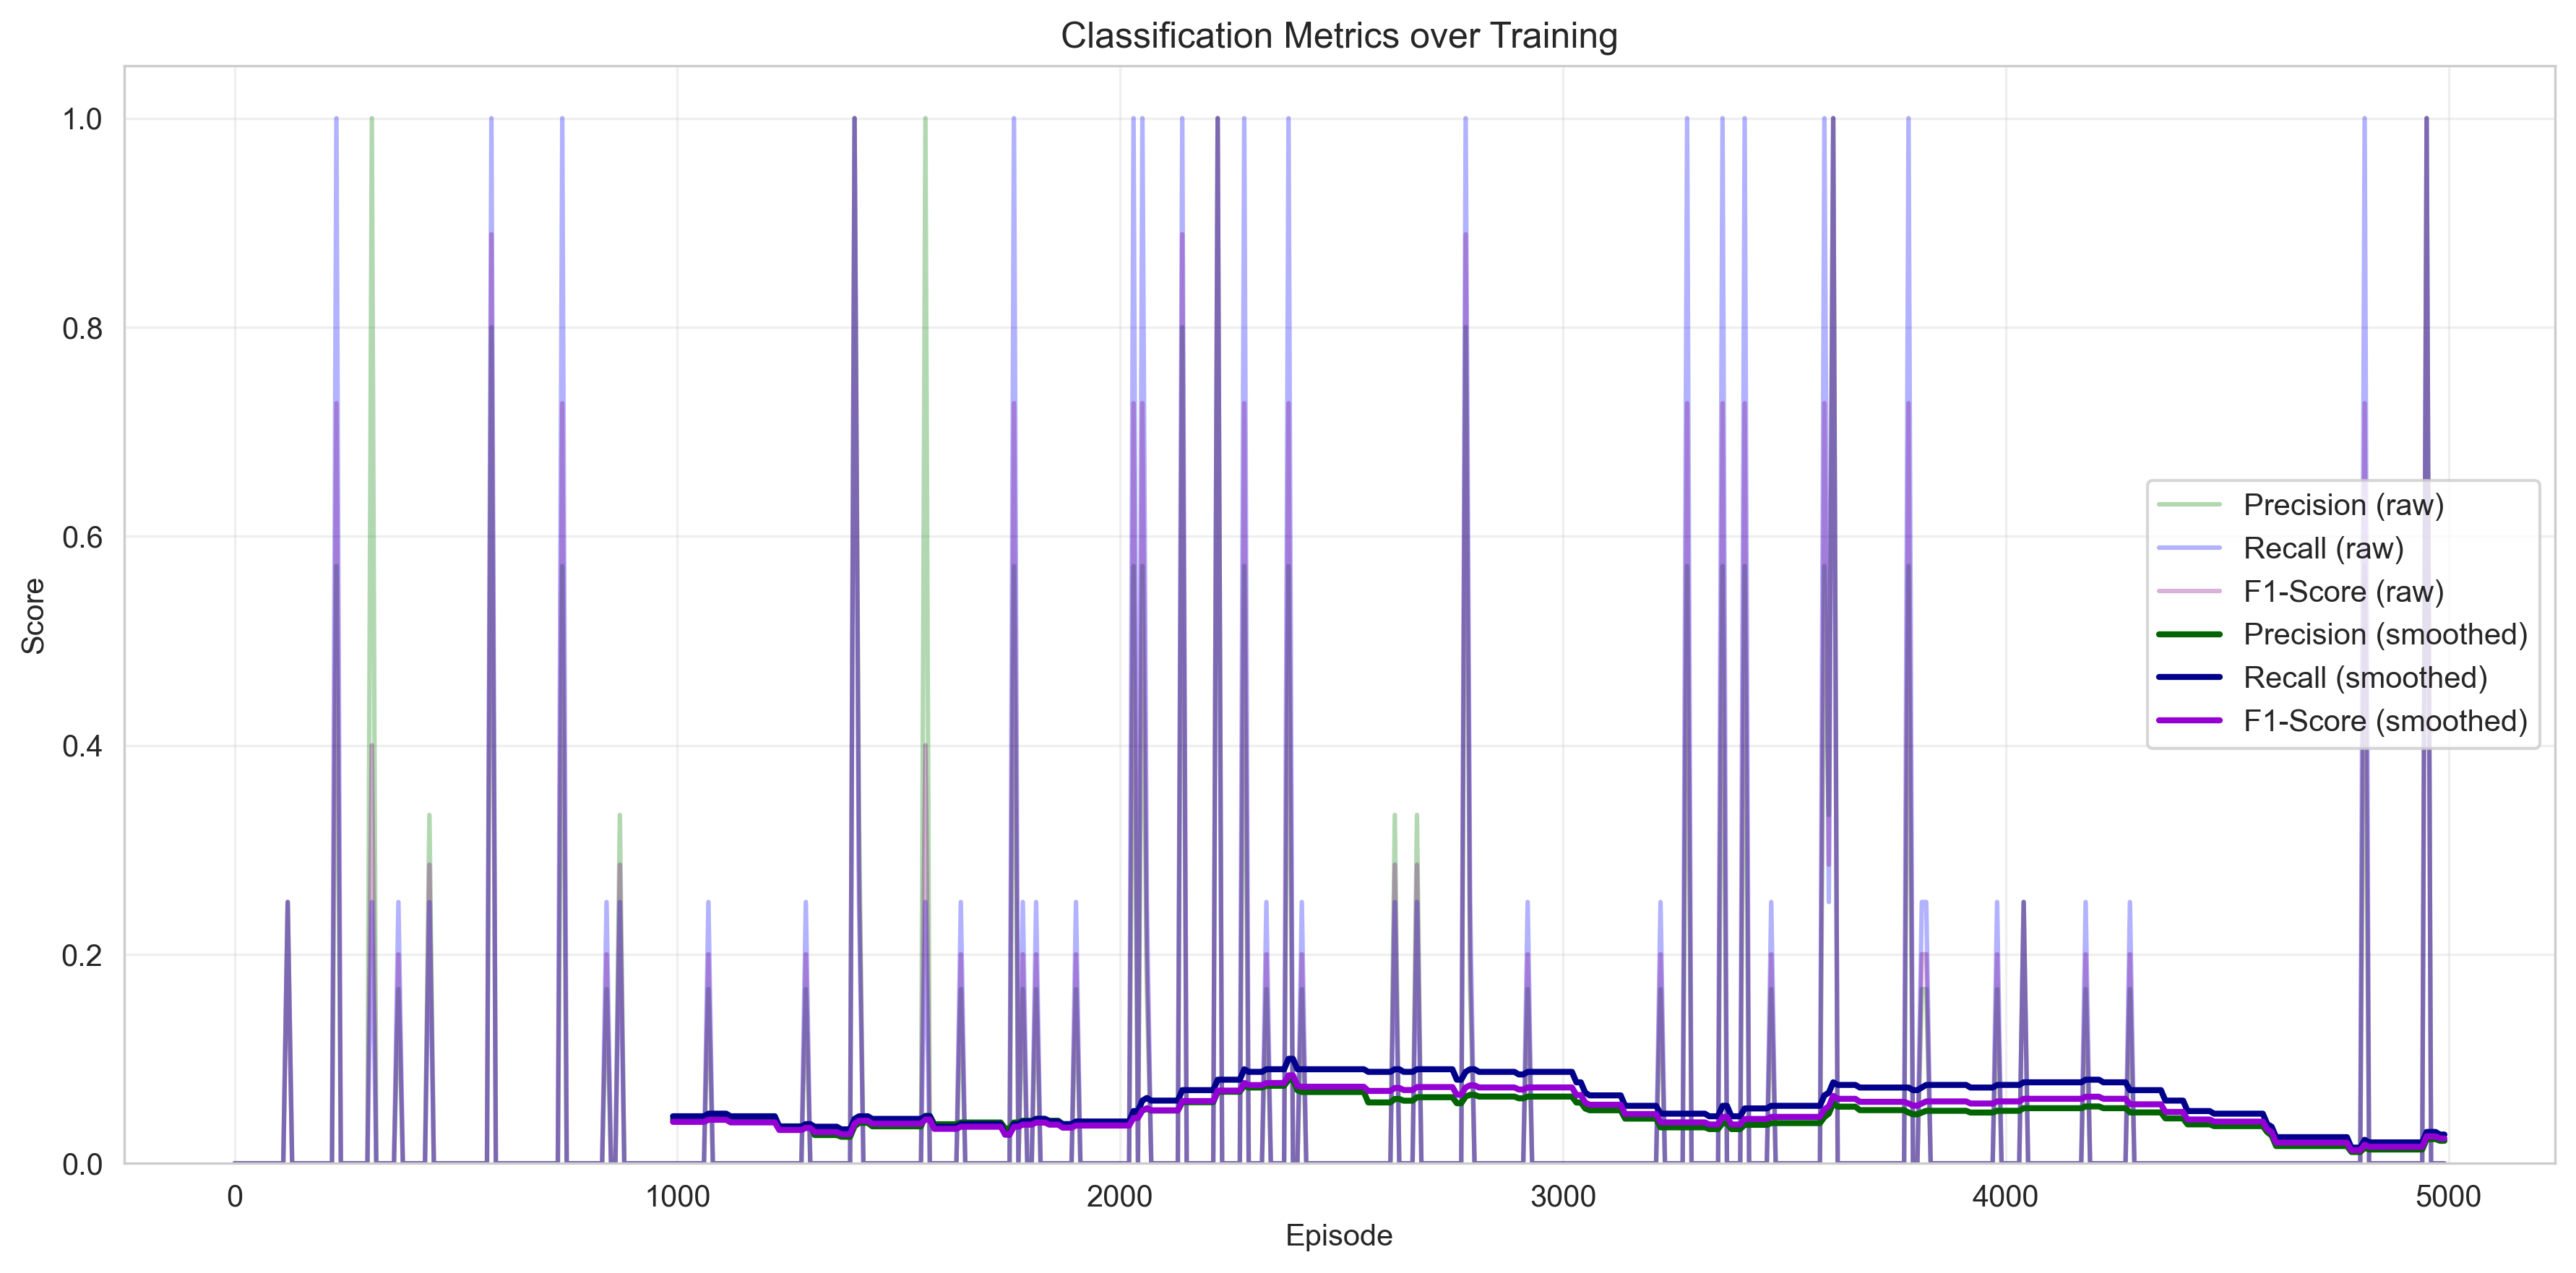 Classification Metrics over Training
1.0
0.8
0.6
0.4
0.2
0.0
Score
Precision (raw)
Recall (raw)
F1-Score (raw)
Precision (smoothed)
Recall (smoothed)
F1-Score (smoothed)
0 1000 2000 3000 4000 5000
Episode